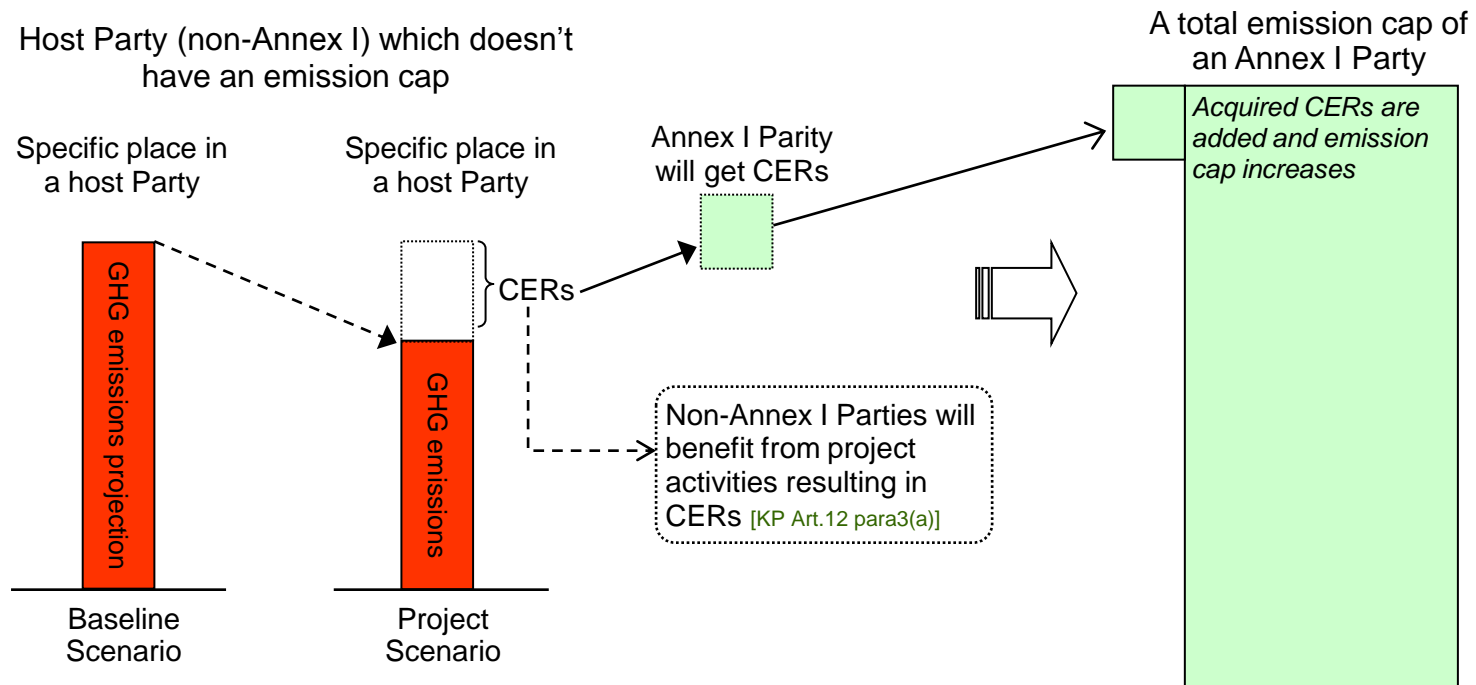 Host Party (non-Annex I) which doesn't
have an emission cap
A total emission cap of
an Annex I Party
Specific place in
a host Party
Specific place in
a host Party
Annex I Parity
will get CERs
Acquired CERs are
added and emission
cap increases
GHG emissions projection
GHG emissions
CERs
Non-Annex I Parties will
benefit from project
activities resulting in
CERs [KP Art.12 para3(a)]
Baseline
Scenario
Project
Scenario